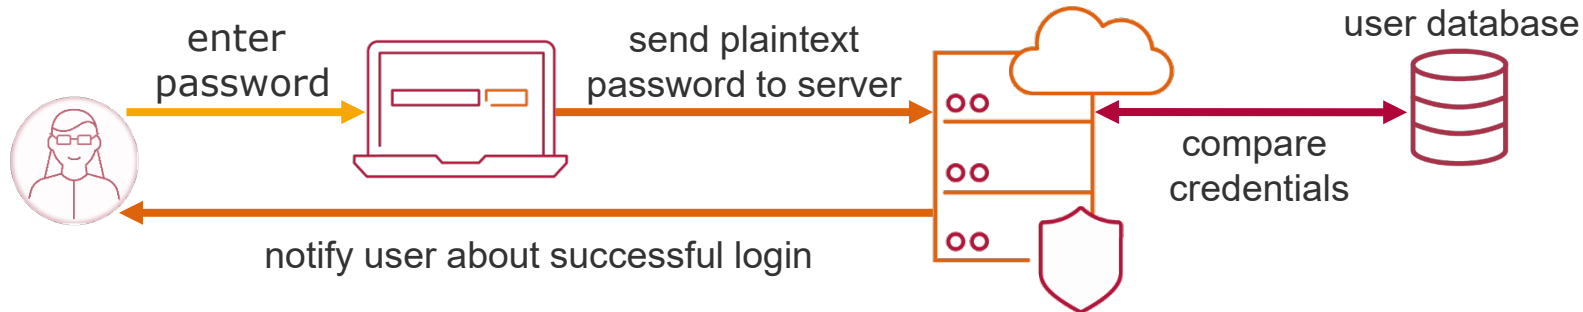 enter
password
send plaintext
password to server
user database
compare
credentials
notify user about successful login